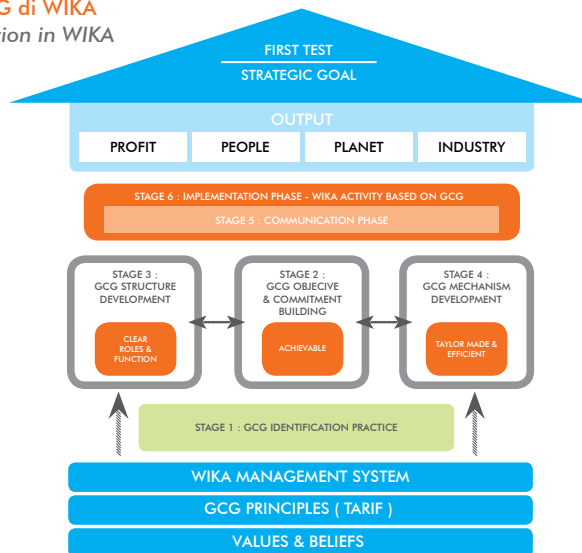 G di WIKA
tion in WIKA
FIRST TEST
STRATEGIC GOAL
OUTPUT
PROFIT
PEOPLE
PLANET
INDUSTRY
STAGE 6 : IMPLEMENTATION PHASE - WIKA ACTIVITY BASED ON GCG
STAGE 5 : COMMUNICATION PHASE
STAGE 3 :
GCG STRUCTURE
DEVELOPMENT
CLEAR
ROLES &
FUNCTION
STAGE 2 :
GCG OBJECIVE
& COMMITMENT
BUILDING
ACHIEVABLE
STAGE 4 :
GCG MECHANISM
DEVELOPMENT
TAYLOR MADE &
EFFICIENT
STAGE 1 : GCG IDENTIFICATION PRACTICE
WIKA MANAGEMENT SYSTEM
GCG PRINCIPLES ( TARIF )
VALUES & BELIEFS